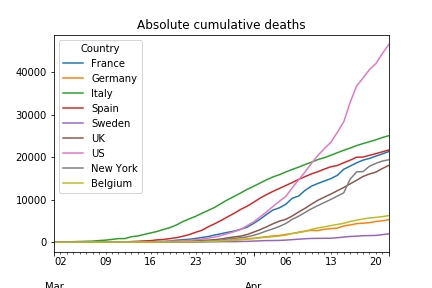 Absolute cumulative deaths
Country
France
Germany
Italy
Spain
Sweden
UK
US
New York
Belgium
40000
30000
20000
10000
0
02 09 16 23 30 06 13 20
Mar Apr